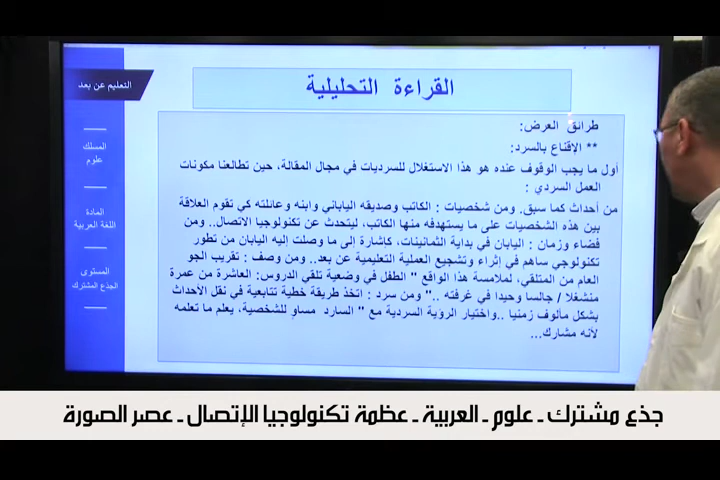 القراءة التحليلية
التعليم عن بعد
المسلك
علوم
المادة
اللغة العربية
المستوى
الجذع المشترك
طرائق العرض:
** الإقناع بالسرد:
أول ما يجب الوقوف عنده هو هذا الاستغلال للسرديات في مجال المقالة، حين تطالعنا مكونات
العمل السردي :
من أحداث كما سبق. ومن شخصيات : الكاتب وصديقه الياباني وابنه وعائلته كي تقوم العلاقة
بين هذه الشخصيات على ما يستهدفه منها الكاتب، ليتحدث عن تكنولوجيا الاتصال.. ومن
فضاء وزمان : اليابان في بداية الثمانينات، كإشارة إلى ما وصلت إليه اليابان من تطور
تكنولوجي ساهم في إثراء وتشجيع العملية التعليمية عن بعد.. ومن وصف : تقريب الجو
العام من المتلقي، لملامسة هذا الواقع " الطفل في وضعية تلقي الدروس: العاشرة من عمرة
منشغلا / جالسا وحيدا في غرفته .." ومن سرد : اتخذ طريقة خطية تتابعية في نقل الأحداث
بشكل مألوف زمنيا ..واختيار الرؤية السردية مع " السارد مساو للشخصية، يعلم ما تعلمه
لأنه مشارك...
جذع مشترك ـ علوم ـ العربية ـ عظمة تكنولوجيا الإتصال ـ عصر الصورة